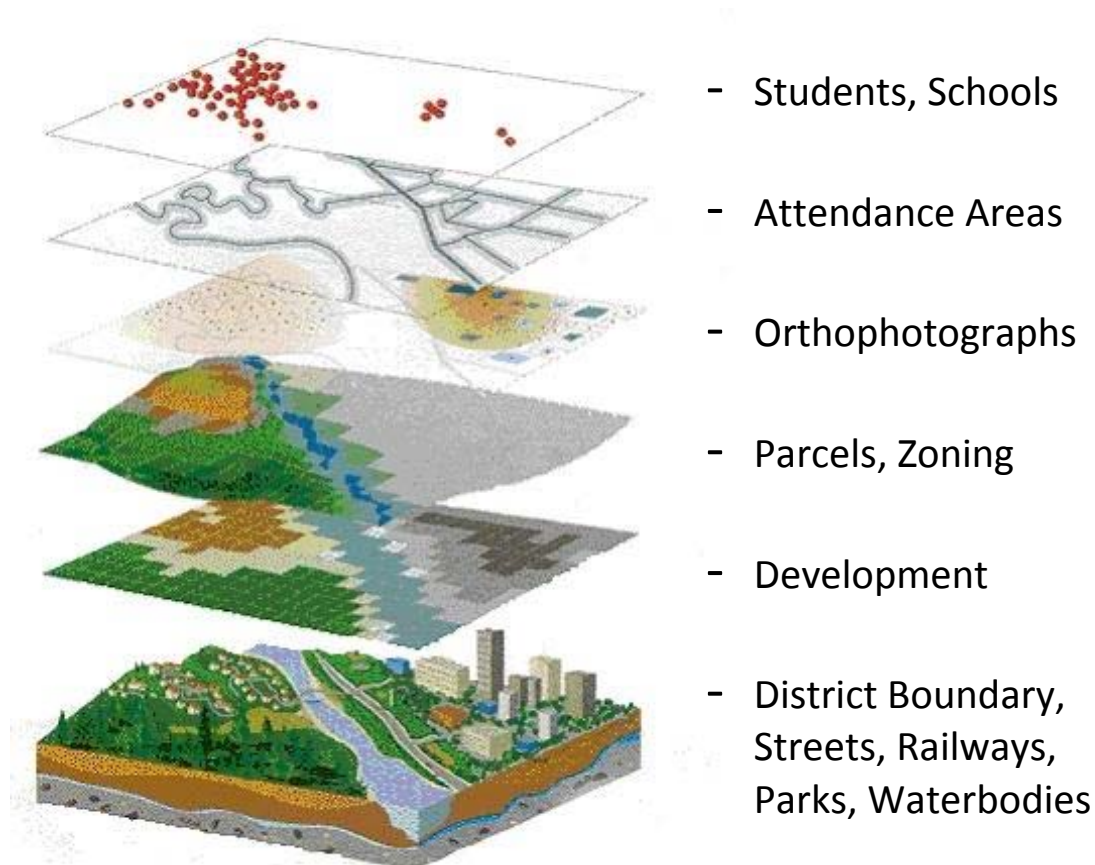 - Students, Schools
- Attendance Areas
- Orthophotographs
- Parcels, Zoning
- Development
- District Boundary,
Streets, Railways,
Parks, Waterbodies